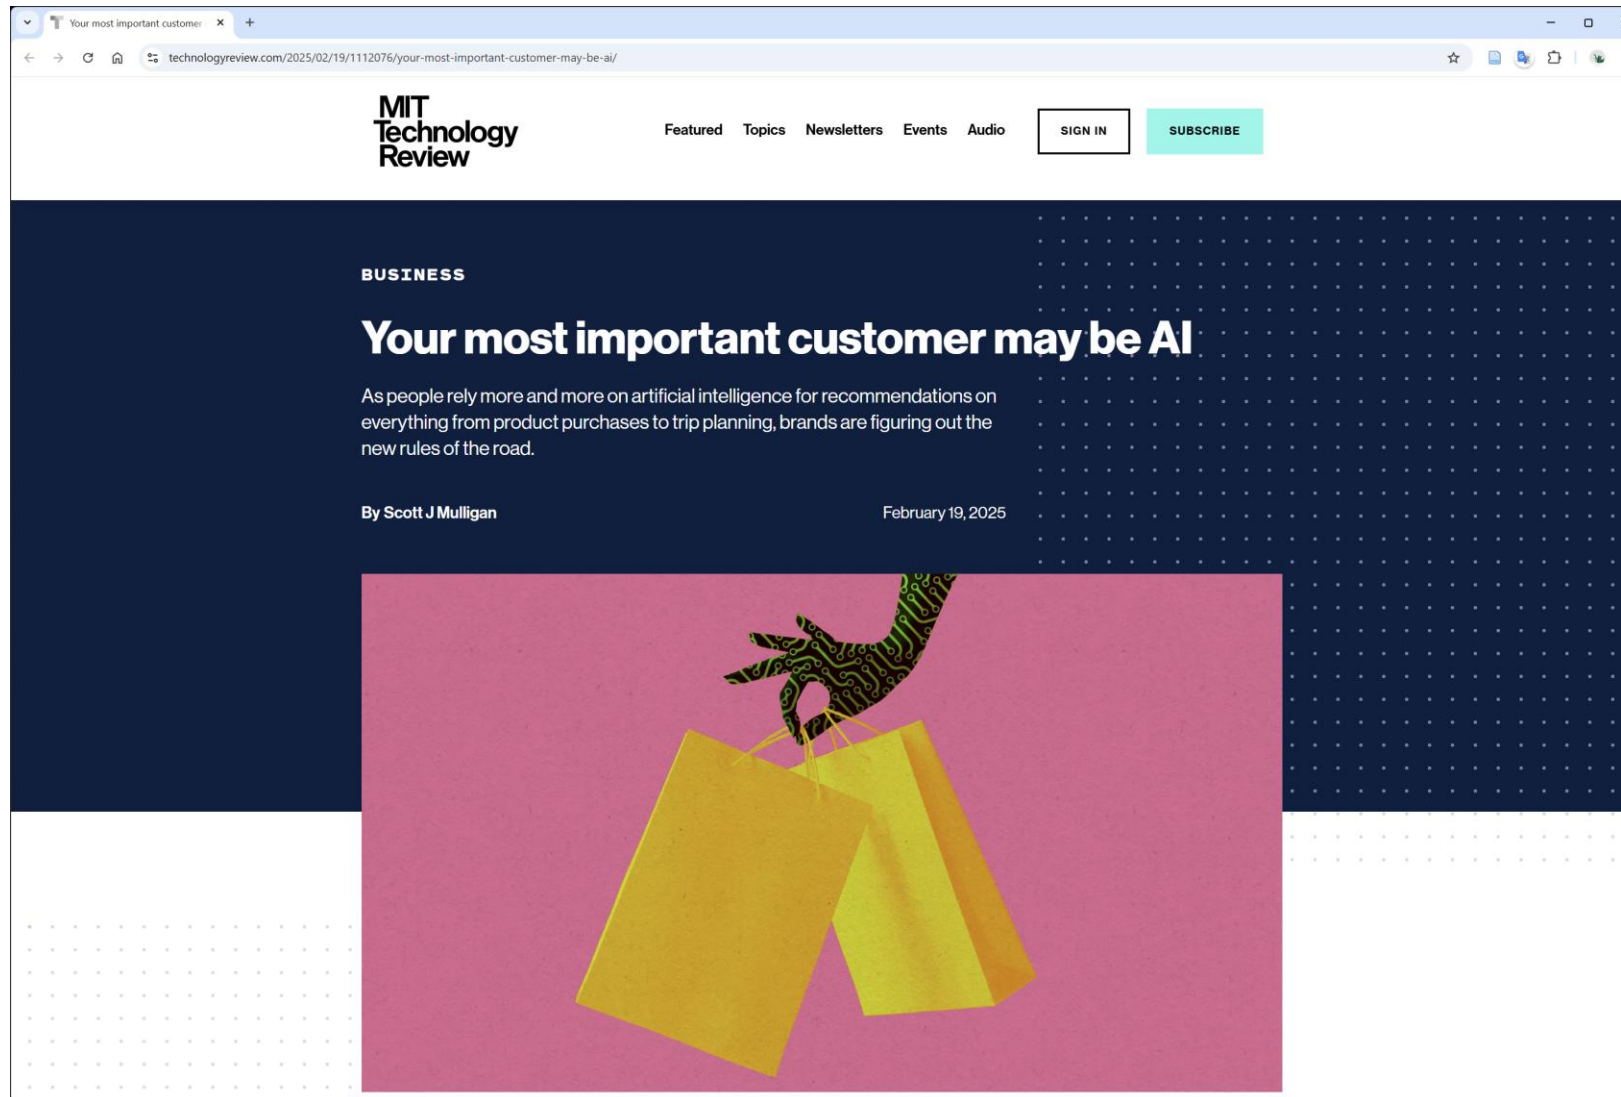 Your most important customer
technologyreview.com/2025/02/19/1112076/your-most-important-customer-may-be-ai/
MIT
Technology
Review
Featured
Topics
Newsletters
Events
Audio
SIGN IN
SUBSCRIBE
BUSINESS
Your most important customer may be AI
As people rely more and more on artificial intelligence for recommendations on
everything from product purchases to trip planning, brands are figuring out the
new rules of the road.
By Scott J Mulligan
February 19, 2025